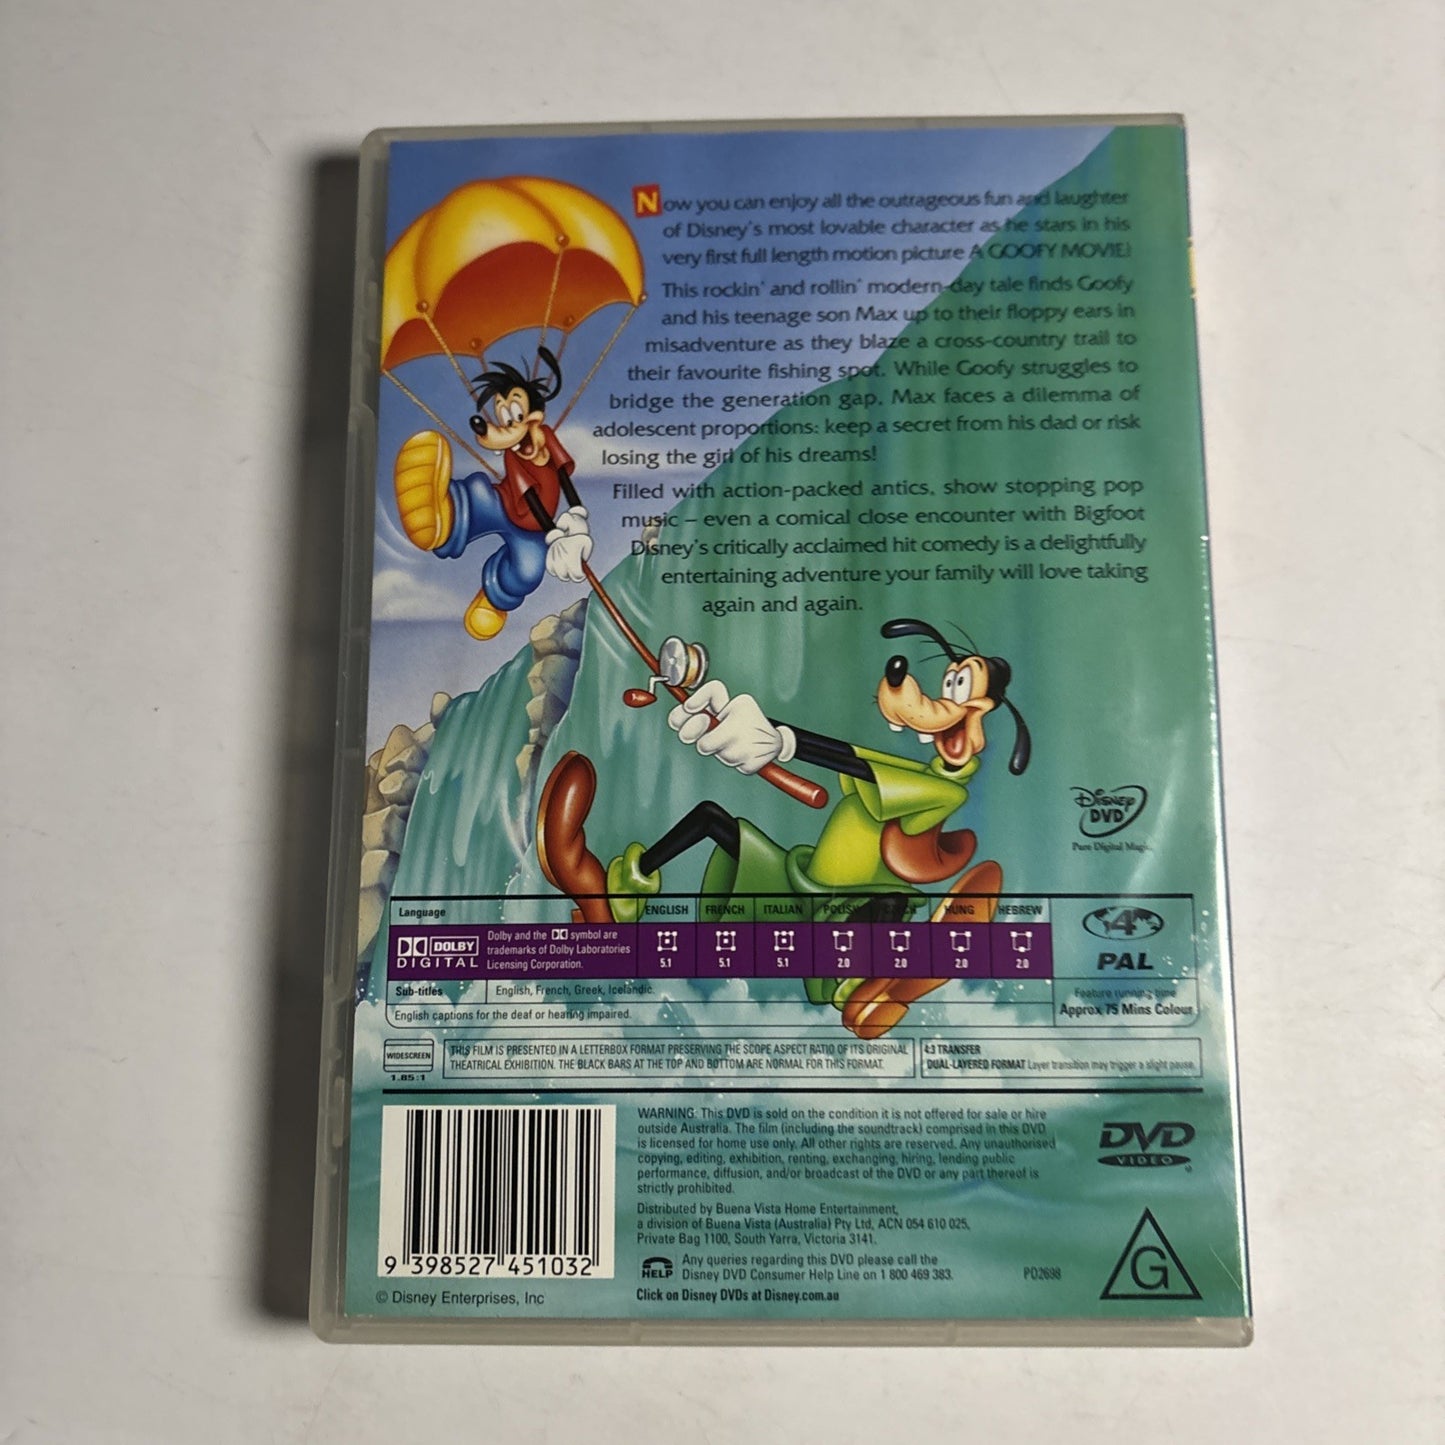 Now you can enjoy all the outrageous fun and laughter
of Disney's most lovable character as he stars in his
very first full length motion picture A GOOFY MOVIE!
This rockin' and rollin' modern-day tale finds Goofy
and his teenage son Max up to their floppy ears in
misadventure as they blaze a cross-country trail to
their favourite fishing spot. While Goofy struggles to
bridge the generation gap, Max faces a dilemma of
adolescent proportions: keep a secret from his dad or risk
losing the girl of his dreams!
Filled with action-packed antics, show stopping pop
music – even a comical close encounter with Bigfoot
Disney's critically acclaimed hit comedy is a delightfully
entertaining adventure your family will love taking
again and again.
Disney
DVD
Pure Digital Magic
Language ENGLISH FRENCH ITALIAN POLISH CZECH HUNG HEBREW
DOLBY
DIGITAL
Dolby and the DD symbol are
trademarks of Dolby Laboratories
Licensing Corporation.
5.1 5.1 5.1 2.0 2.0 2.0 2.0
4
PAL
Sub-titles English, French, Greek, Icelandic.
English captions for the deaf or hearing impaired.
Feature running time
Approx 75 Mins Colour
WIDESCREEN
1.85:1
THIS FILM IS PRESENTED IN A LETTERBOX FORMAT PRESERVING THE SCOPE ASPECT RATIO OF ITS ORIGINAL
THEATRICAL EXHIBITION. THE BLACK BARS AT THE TOP AND BOTTOM ARE NORMAL FOR THIS FORMAT.
4:3 TRANSFER
DUAL-LAYERED FORMAT Layer transition may trigger a slight pause.
WARNING: This DVD is sold on the condition it is not offered for sale or hire
outside Australia. The film (including the soundtrack) comprised in this DVD
is licensed for home use only. All other rights are reserved. Any unauthorised
copying, editing, exhibition, renting, exchanging, hiring, lending public
performance, diffusion, and/or broadcast of the DVD or any part thereof is
strictly prohibited.
Distributed by Buena Vista Home Entertainment,
a division of Buena Vista (Australia) Pty Ltd, ACN 054 610 025,
Private Bag 1100, South Yarra, Victoria 3141.
HELP
Any queries regarding this DVD please call the
Disney DVD Consumer Help Line on 1 800 469 383.
Click on Disney DVDs at Disney.com.au
PD2698
DVD
VIDEO
G
9 398527 451032
© Disney Enterprises, Inc